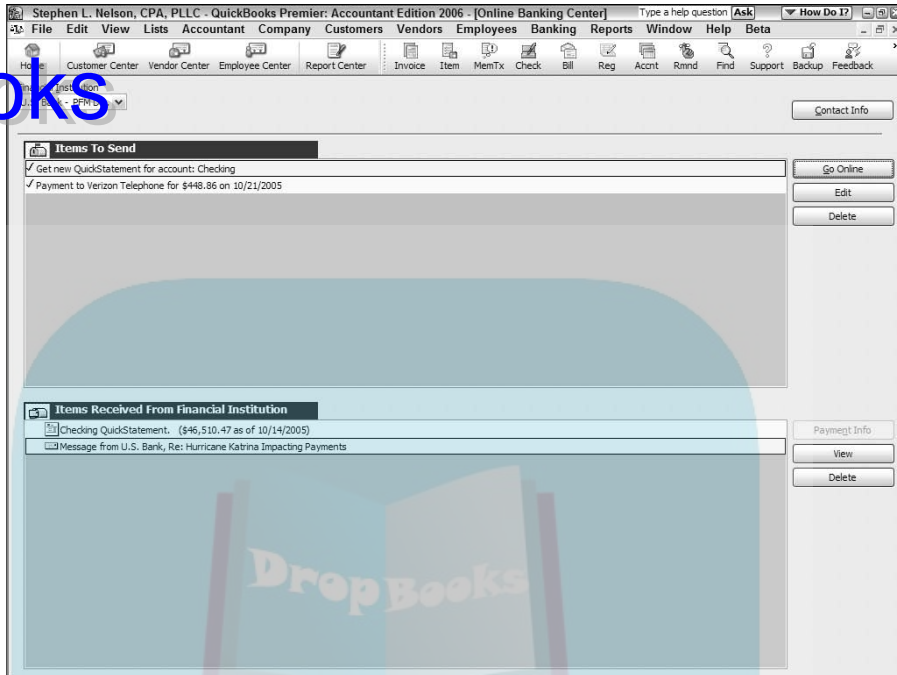 Stephen L. Nelson, CPA, PLLC - QuickBooks Premier: Accountant Edition 2006 - [Online Banking Center] Type a help question Ask How Do I?
File Edit View Lists Accountant Company Customers Vendors Employees Banking Reports Window Help Beta
Home Customer Center Vendor Center Employee Center Report Center Invoice Item MemTx Check Bill Reg Accnt Rmnd Find Support Backup Feedback
oks
Financial Institution
U.S. Bank - PFM
Contact Info
Items To Send
Get new QuickStatement for account: Checking
Go Online
Payment to Verizon Telephone for $448.86 on 10/21/2005
Edit
Delete
Items Received From Financial Institution
Checking QuickStatement. ($46,510.47 as of 10/14/2005)
Payment Info
Message from U.S. Bank, Re: Hurricane Katrina Impacting Payments
View
Delete
DropBooks